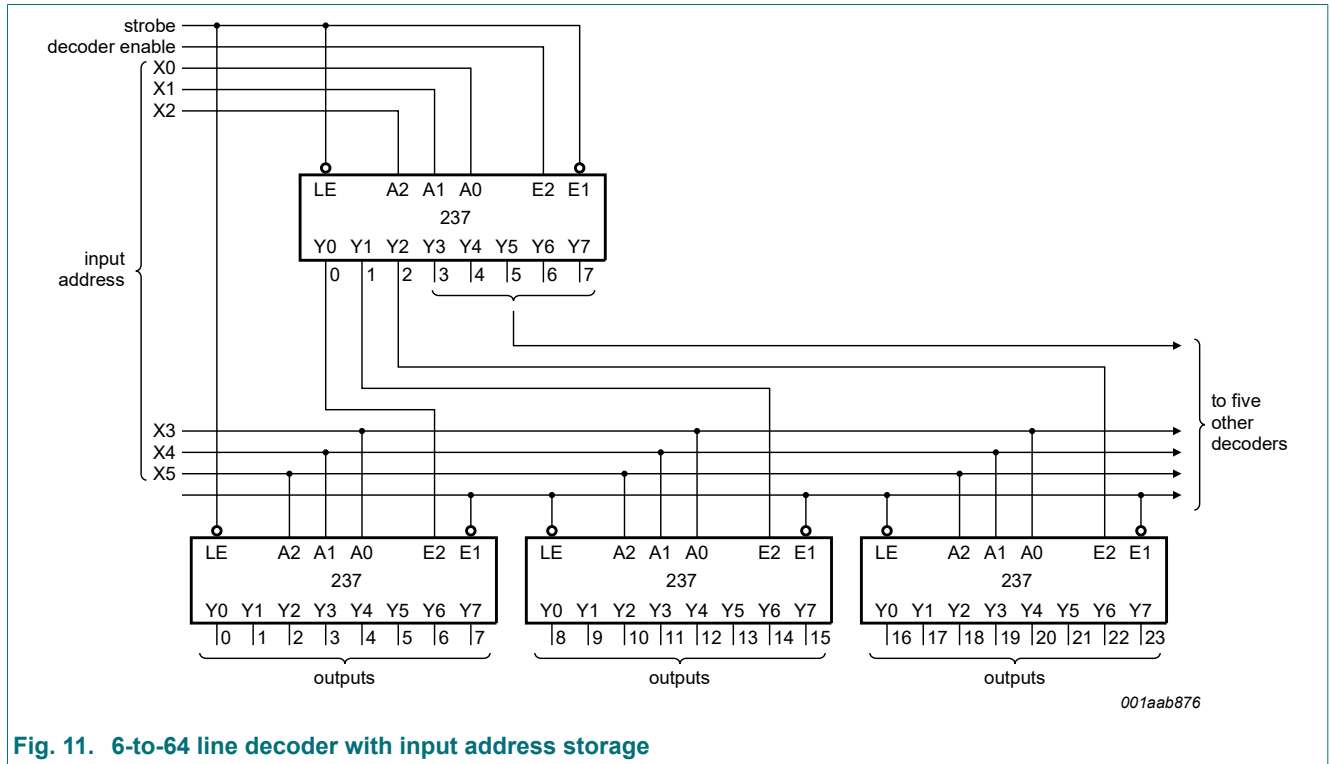 strobe
decoder enable
X0
X1
X2
LE A2 A1 A0 E2 E1
237
Y0 Y1 Y2 Y3 Y4 Y5 Y6 Y7
0 1 2 3 4 5 6 7
input
address
to five
other
decoders
X3
X4
X5
LE A2 A1 A0 E2 E1
237
Y0 Y1 Y2 Y3 Y4 Y5 Y6 Y7
0 1 2 3 4 5 6 7
outputs
LE A2 A1 A0 E2 E1
237
Y0 Y1 Y2 Y3 Y4 Y5 Y6 Y7
8 9 10 11 12 13 14 15
outputs
LE A2 A1 A0 E2 E1
237
Y0 Y1 Y2 Y3 Y4 Y5 Y6 Y7
16 17 18 19 20 21 22 23
outputs
001aab876
Fig. 11. 6-to-64 line decoder with input address storage